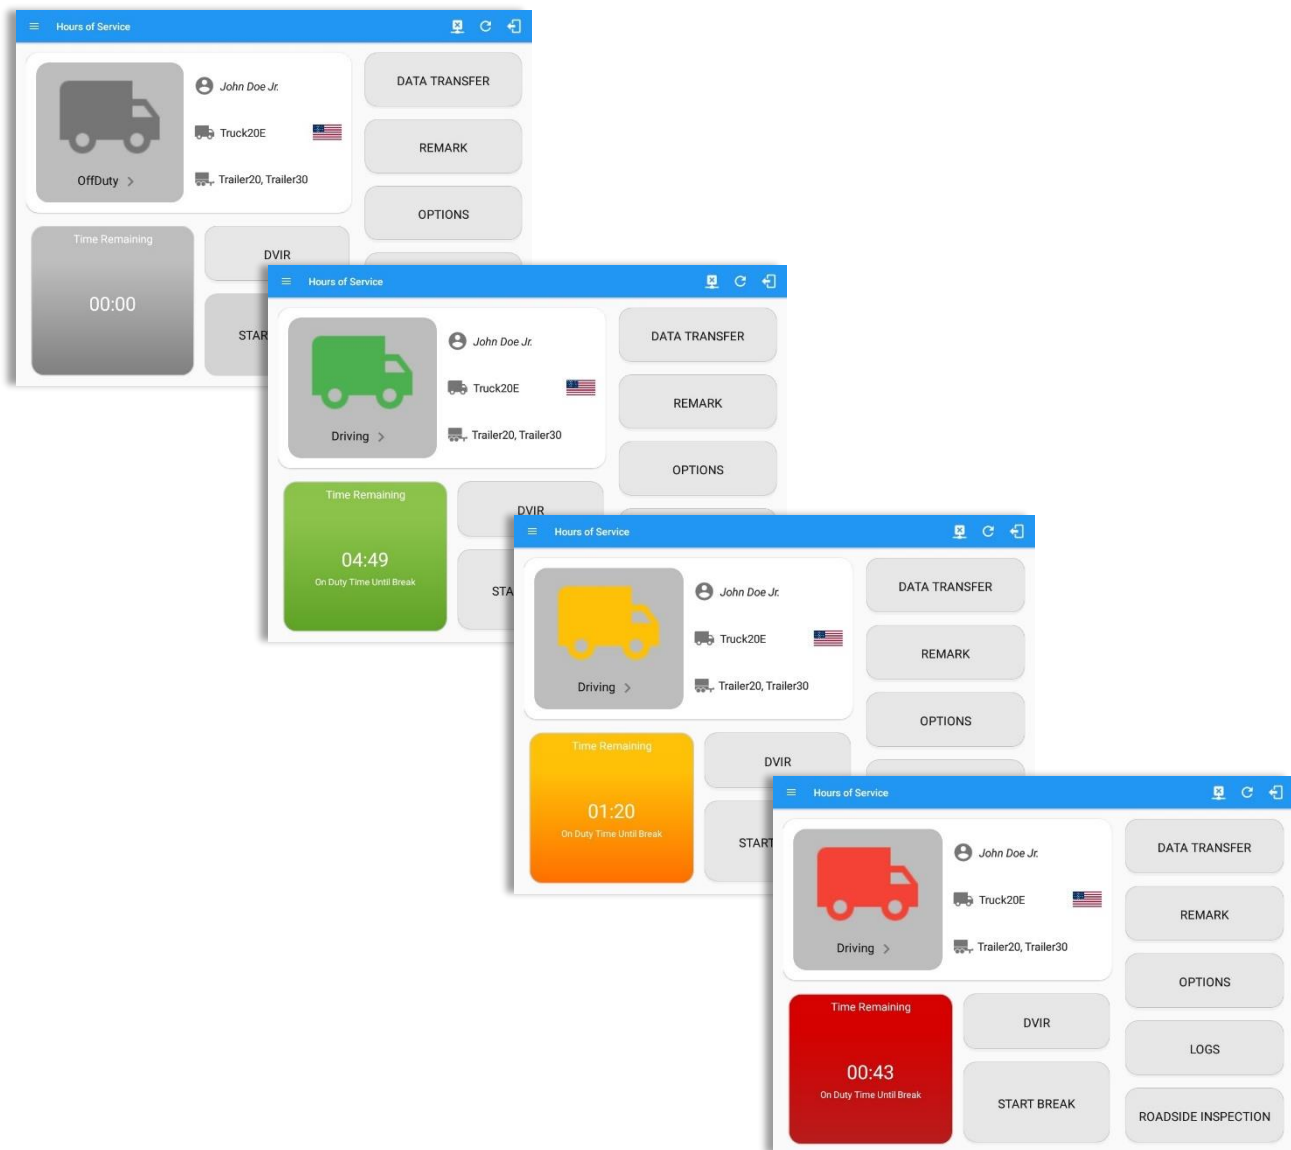 Hours of Service
John Doe Jr.
Truck20E
Trailer20, Trailer30
OffDuty >
DATA TRANSFER
REMARK
OPTIONS
Time Remaining
00:00
DVIR
STAR
Hours of Service
John Doe Jr.
Truck20E
Trailer20, Trailer30
Driving >
DATA TRANSFER
REMARK
OPTIONS
Time Remaining
04:49
On Duty Time Until Break
DVIR
STA
Hours of Service
John Doe Jr.
Truck20E
Trailer20, Trailer30
Driving >
DATA TRANSFER
REMARK
OPTIONS
Time Remaining
01:20
On Duty Time Until Break
DVIR
START
Hours of Service
John Doe Jr.
Truck20E
Trailer20, Trailer30
Driving >
DATA TRANSFER
REMARK
OPTIONS
LOGS
ROADSIDE INSPECTION
Time Remaining
00:43
On Duty Time Until Break
DVIR
START BREAK